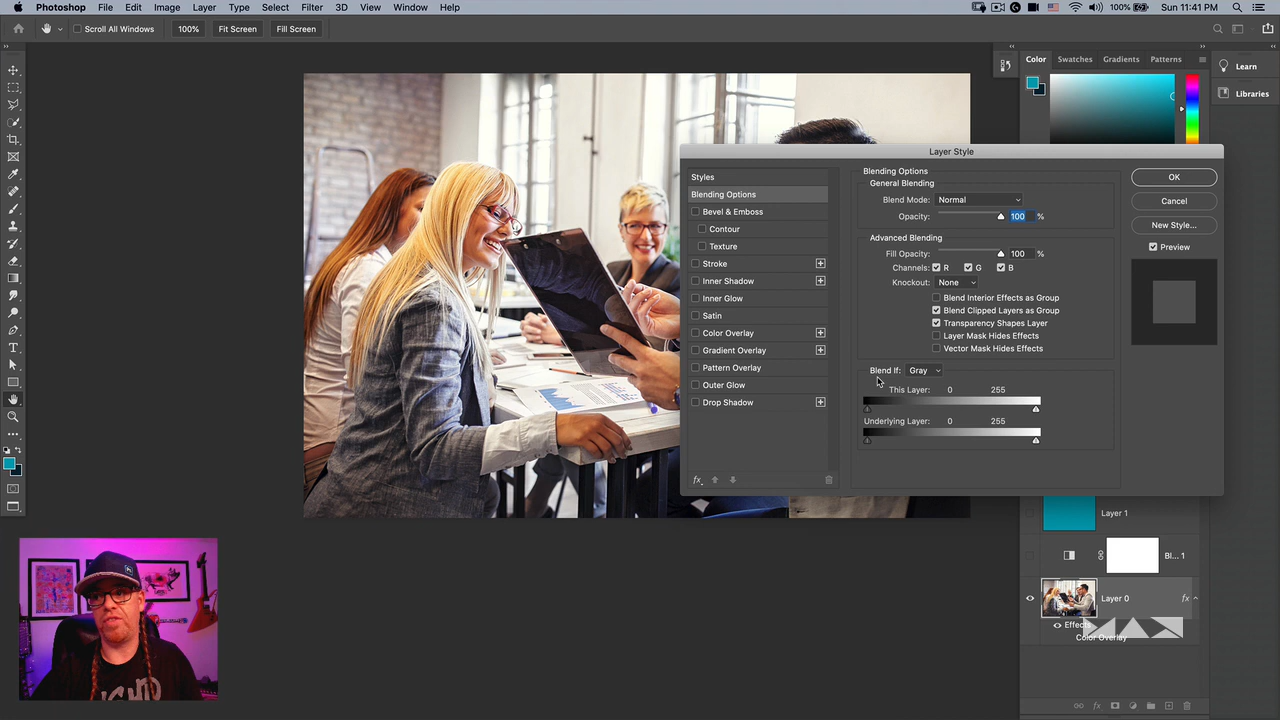 Photoshop File Edit Image Layer Type Select Filter 3D View Window Help 100% Sun 11:41 PM
Scroll All Windows 100% Fit Screen Fill Screen
Color Swatches Gradients Patterns
Learn
Libraries
Layer Style
Styles
Blending Options
Bevel & Emboss
Contour
Texture
Stroke
Inner Shadow
Inner Glow
Satin
Color Overlay
Gradient Overlay
Pattern Overlay
Outer Glow
Drop Shadow
fx
Blending Options
General Blending
Blend Mode: Normal
Opacity: 100 %
Advanced Blending
Fill Opacity: 100 %
Channels: R G B
Knockout: None
Blend Interior Effects as Group
Blend Clipped Layers as Group
Transparency Shapes Layer
Layer Mask Hides Effects
Vector Mask Hides Effects
Blend If: Gray
This Layer: 0 255
Underlying Layer: 0 255
OK
Cancel
New Style...
Preview
Layer 1
Bl... 1
Layer 0 fx
Effects
Color Overlay
MAX
fx